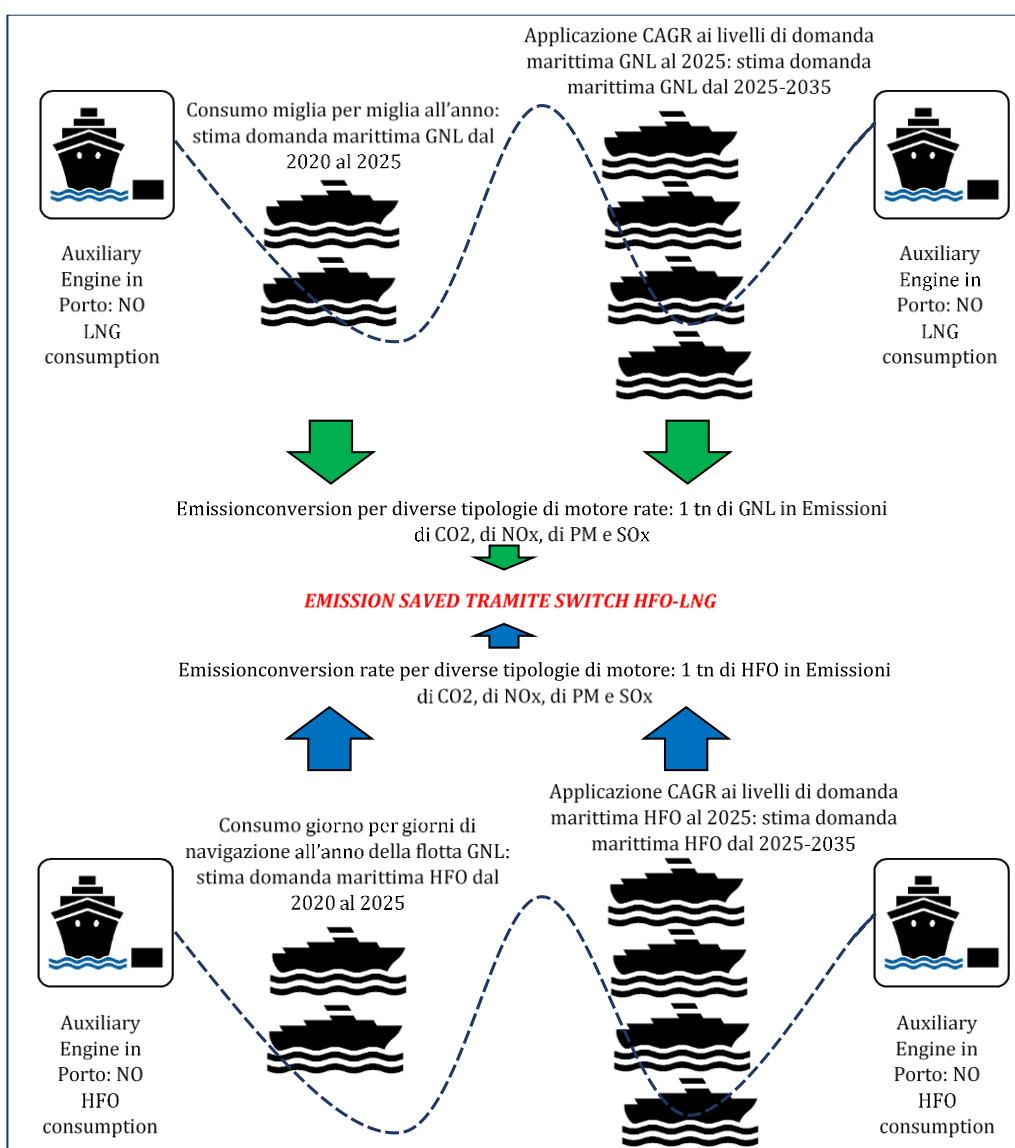 Applicazione CAGR ai livelli di domanda
marittima GNL al 2025: stima domanda
marittima GNL dal 2025-2035
Consumo miglia per miglia all'anno:
stima domanda marittima GNL dal
2020 al 2025
Auxiliary
Engine in
Porto: NO
LNG
consumption
Auxiliary
Engine in
Porto: NO
LNG
consumption
Emissionconversion per diverse tipologie di motore rate: 1 tn di GNL in Emissioni
di CO2, di NOx, di PM e SOx
EMISSION SAVED TRAMITE SWITCH HFO-LNG
Emissionconversion rate per diverse tipologie di motore: 1 tn di HFO in Emissioni
di CO2, di NOx, di PM e SOx
Applicazione CAGR ai livelli di domanda
marittima HFO al 2025: stima domanda
marittima HFO dal 2025-2035
Consumo giorno per giorni di
navigazione all'anno della flotta GNL:
stima domanda marittima HFO dal
2020 al 2025
Auxiliary
Engine in
Porto: NO
HFO
consumption
Auxiliary
Engine in
Porto: NO
HFO
consumption